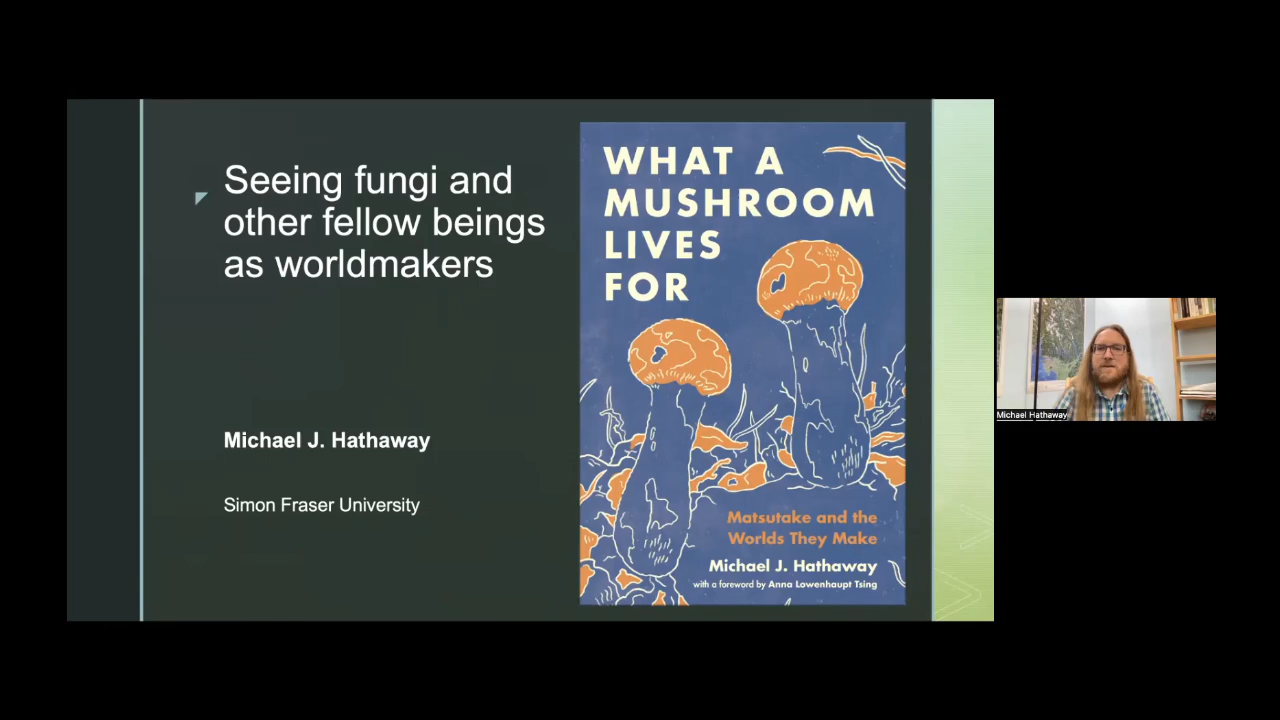 Seeing fungi and
other fellow beings
as worldmakers
Michael J. Hathaway
Simon Fraser University
WHAT A
MUSHROOM
LIVES
FOR
Matsutake and the
Worlds They Make
Michael J. Hathaway
with a foreword by Anna Lowenhaupt Tsing
Michael Hathaway